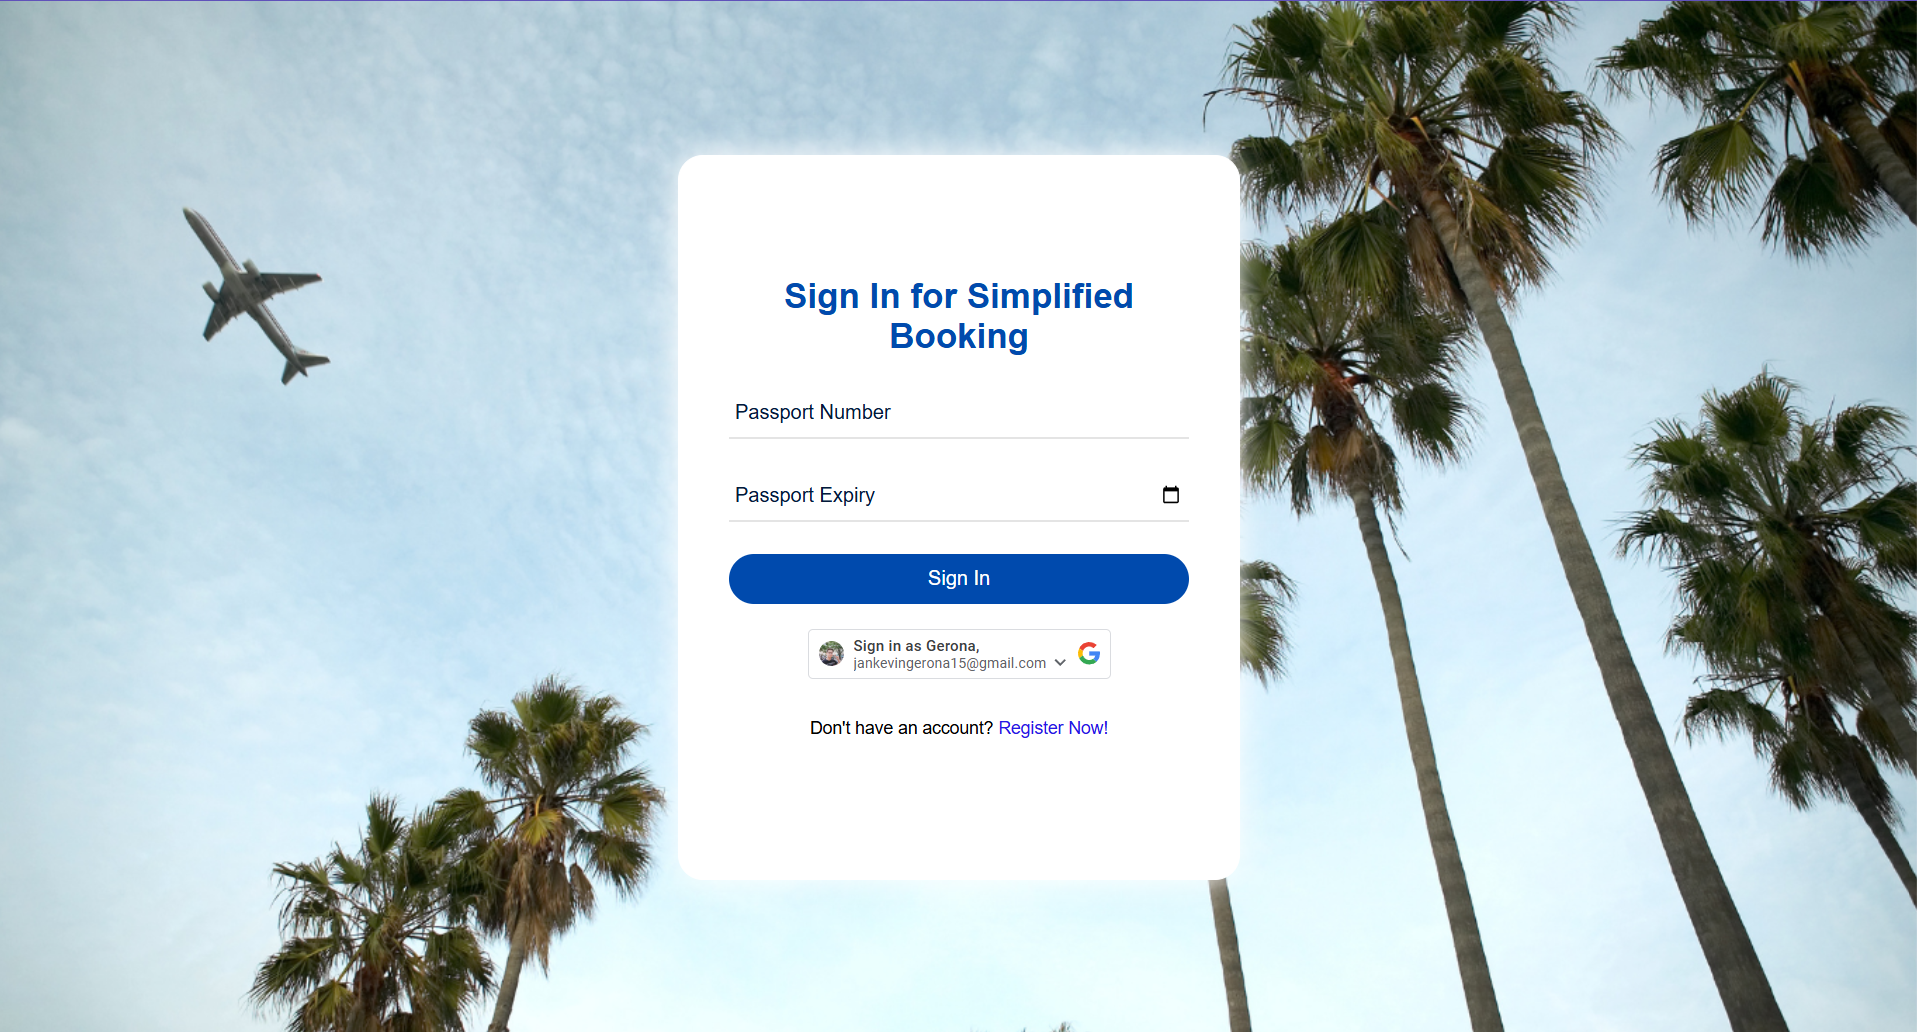 Sign In for Simplified
Booking
Passport Number
Passport Expiry
Sign In
Sign in as Gerona,
jankevingerona15@gmail.com
Don't have an account? Register Now!